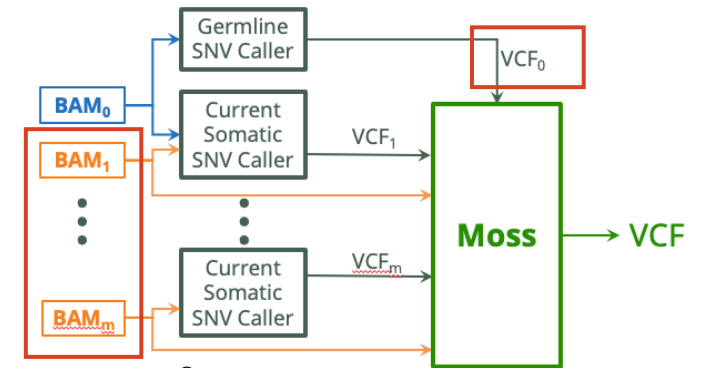 Germline
SNV Caller
VCF₀
BAM₀
Current
Somatic
SNV Caller
VCF₁
BAM₁
Moss
VCF
Current
Somatic
SNV Caller
VCFₘ
BAMₘ